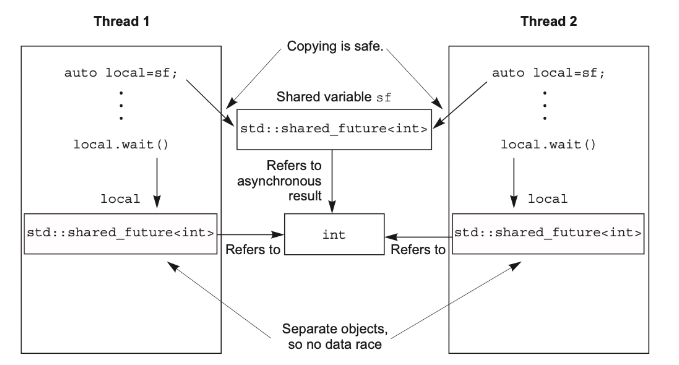 Thread 1
Thread 2
Copying is safe.
auto local=sf;
auto local=sf;
Shared variable sf
std::shared_future<int>
local.wait()
local.wait()
Refers to
asynchronous
result
local
local
std::shared_future<int>
int
std::shared_future<int>
Refers to
Refers to
Separate objects,
so no data race